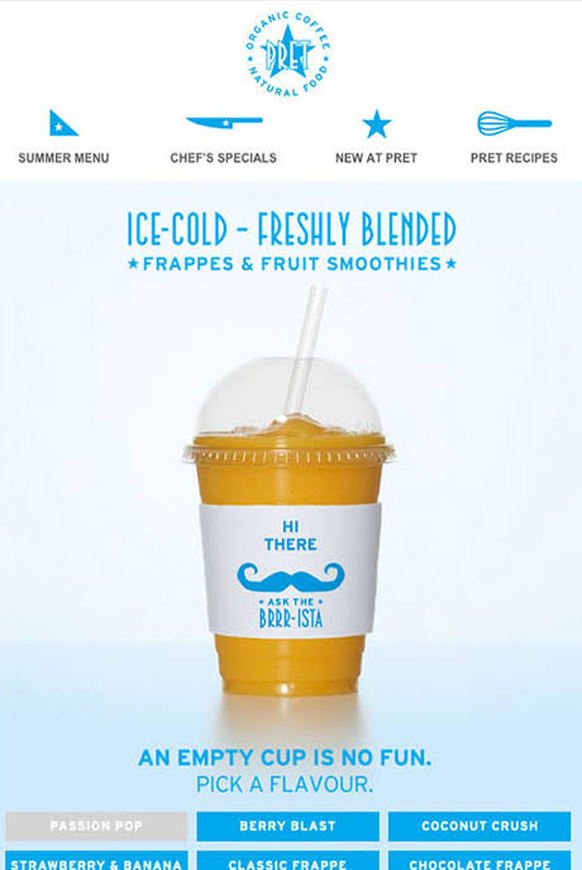 ORGANIC COFFEE
PRET
NATURAL FOOD
SUMMER MENU CHEF'S SPECIALS NEW AT PRET PRET RECIPES
ICE-COLD - FRESHLY BLENDED
★FRAPPES & FRUIT SMOOTHIES★
HI
THERE
★ ASK THE ★
BRRR-ISTA
AN EMPTY CUP IS NO FUN.
PICK A FLAVOUR.
PASSION POP BERRY BLAST COCONUT CRUSH
STRAWBERRY & BANANA CLASSIC FRAPPE CHOCOLATE FRAPPE